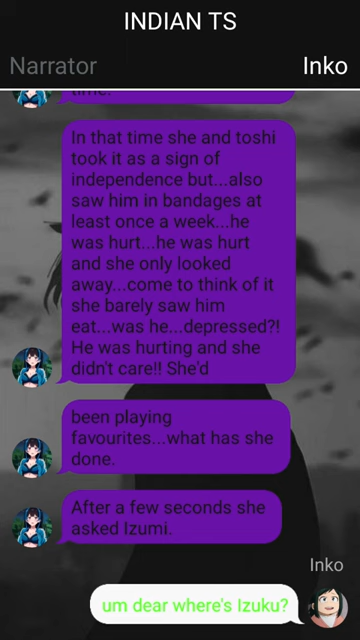 INDIAN TS
Narrator
Inko
time.
In that time she and toshi
took it as a sign of
independence but...also
saw him in bandages at
least once a week...he
was hurt...he was hurt
and she only looked
away...come to think of it
she barely saw him
eat...was he...depressed?!
He was hurting and she
didn't care!! She'd
been playing
favourites...what has she
done.
After a few seconds she
asked Izumi.
Inko
um dear where's Izuku?